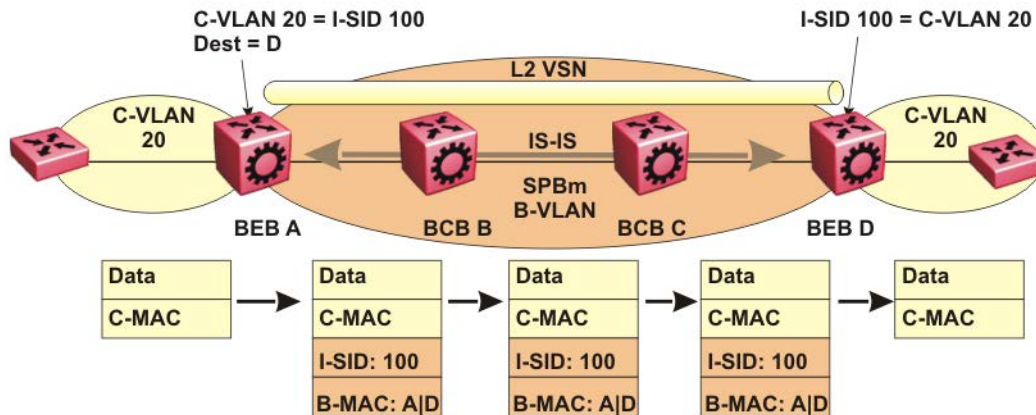 C-VLAN 20 = I-SID 100
Dest = D
I-SID 100 = C-VLAN 20
L2 VSN
C-VLAN
20
IS-IS
C-VLAN
20
SPBm
B-VLAN
BEB A
BCB B
BCB C
BEB D
Data
C-MAC
Data
C-MAC
I-SID: 100
B-MAC: A|D
Data
C-MAC
I-SID: 100
B-MAC: A|D
Data
C-MAC
I-SID: 100
B-MAC: A|D
Data
C-MAC